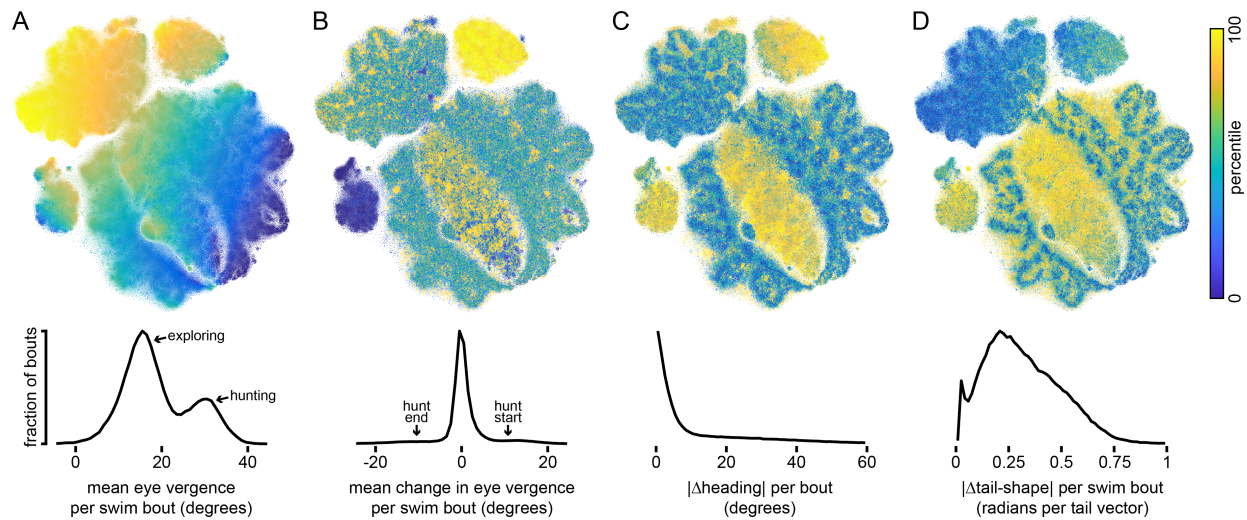 A
B
C
D
100
percentile
0
fraction of bouts
exploring
hunting
0
20
40
mean eye vergence
per swim bout (degrees)
hunt
end
hunt
start
-20
0
20
mean change in eye vergence
per swim bout (degrees)
0
20
40
60
|Δheading| per bout
(degrees)
0
0.25
0.5
0.75
1
|Δtail-shape| per swim bout
(radians per tail vector)